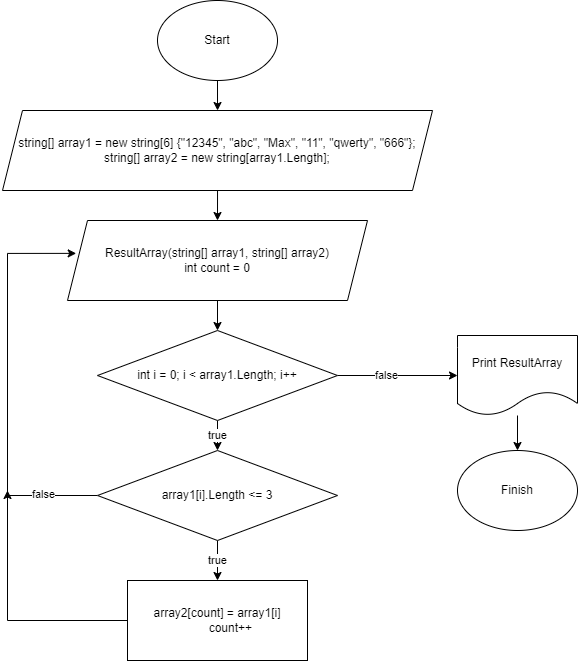 Start
string[] array1 = new string[6] {"12345", "abc", "Max", "11", "qwerty", "666"};
string[] array2 = new string[array1.Length];
ResultArray(string[] array1, string[] array2)
int count = 0
int i = 0; i < array1.Length; i++
false
Print ResultArray
true
Finish
array1[i].Length <= 3
false
true
array2[count] = array1[i]
count++